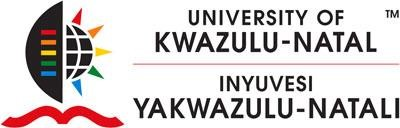 UNIVERSITY OF ™
KWAZULU-NATAL
INYUVESI
YAKWAZULU-NATALI